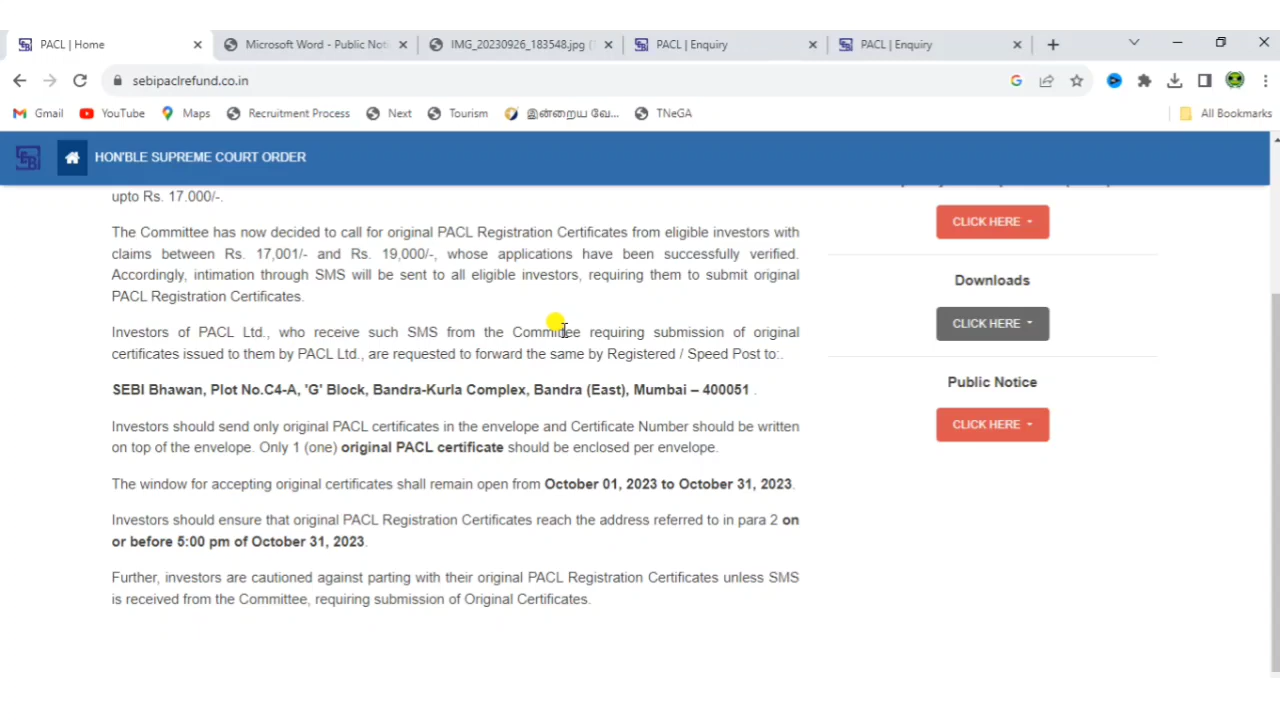 PACL | Home
Microsoft Word - Public Noti
IMG_20230926_183548.jpg (
PACL | Enquiry
PACL | Enquiry
sebipaclrefund.co.in
Gmail
YouTube
Maps
Recruitment Process
Next
Tourism
இன்றைய வே...
TNeGA
All Bookmarks
HON'BLE SUPREME COURT ORDER
upto Rs. 17.000/-.
The Committee has now decided to call for original PACL Registration Certificates from eligible investors with
claims between Rs. 17,001/- and Rs. 19,000/-, whose applications have been successfully verified.
Accordingly, intimation through SMS will be sent to all eligible investors, requiring them to submit original
PACL Registration Certificates.
Investors of PACL Ltd., who receive such SMS from the Committee requiring submission of original
certificates issued to them by PACL Ltd., are requested to forward the same by Registered / Speed Post to:.
SEBI Bhawan, Plot No.C4-A, 'G' Block, Bandra-Kurla Complex, Bandra (East), Mumbai – 400051 .
Investors should send only original PACL certificates in the envelope and Certificate Number should be written
on top of the envelope. Only 1 (one) original PACL certificate should be enclosed per envelope.
The window for accepting original certificates shall remain open from October 01, 2023 to October 31, 2023.
Investors should ensure that original PACL Registration Certificates reach the address referred to in para 2 on
or before 5:00 pm of October 31, 2023.
Further, investors are cautioned against parting with their original PACL Registration Certificates unless SMS
is received from the Committee, requiring submission of Original Certificates.
CLICK HERE
Downloads
CLICK HERE
Public Notice
CLICK HERE